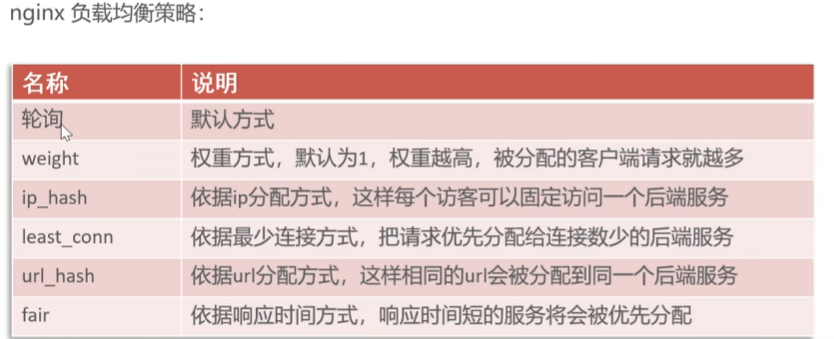 nginx 负载均衡策略：
名称 说明
轮询 默认方式
weight 权重方式，默认为1，权重越高，被分配的客户端请求就越多
ip_hash 依据ip分配方式，这样每个访客可以固定访问一个后端服务
least_conn 依据最少连接方式，把请求优先分配给连接数少的后端服务
url_hash 依据url分配方式，这样相同的url会被分配到同一个后端服务
fair 依据响应时间方式，响应时间短的服务将会被优先分配